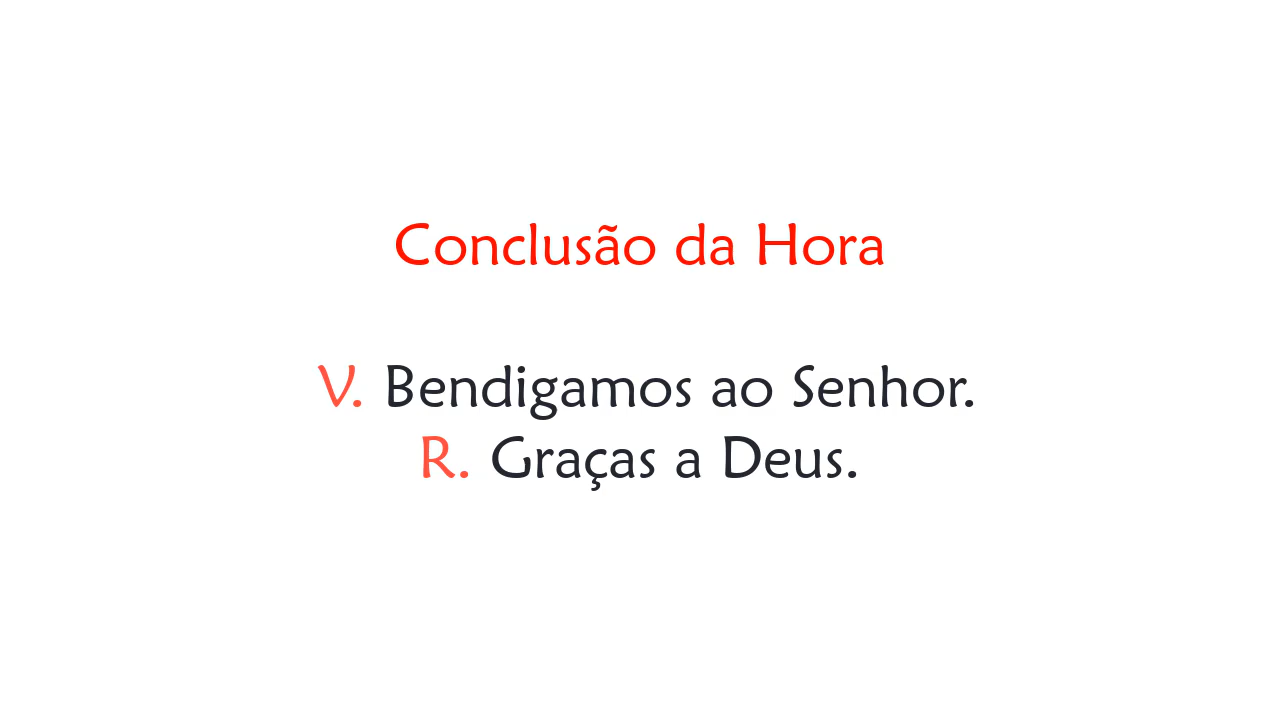 Conclusão da Hora
V. Bendigamos ao Senhor.
R. Graças a Deus.